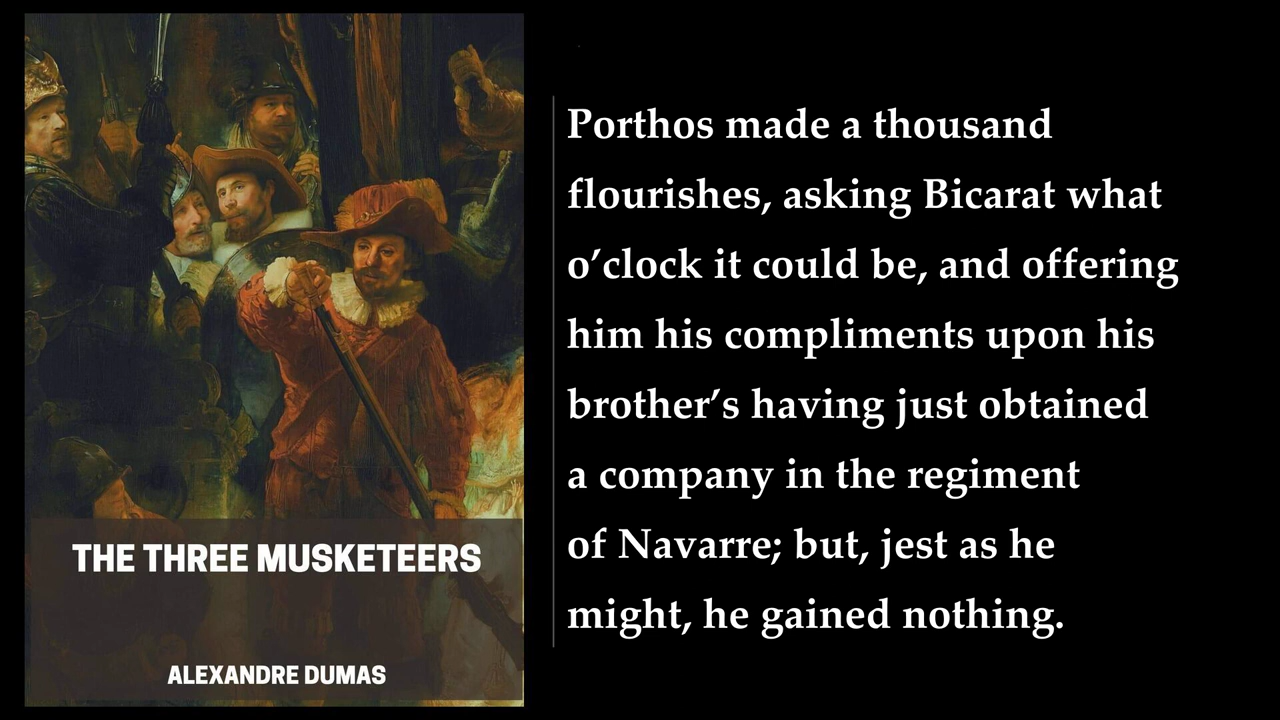 THE THREE MUSKETEERS
ALEXANDRE DUMAS
Porthos made a thousand
flourishes, asking Bicarat what
o’clock it could be, and offering
him his compliments upon his
brother’s having just obtained
a company in the regiment
of Navarre; but, jest as he
might, he gained nothing.